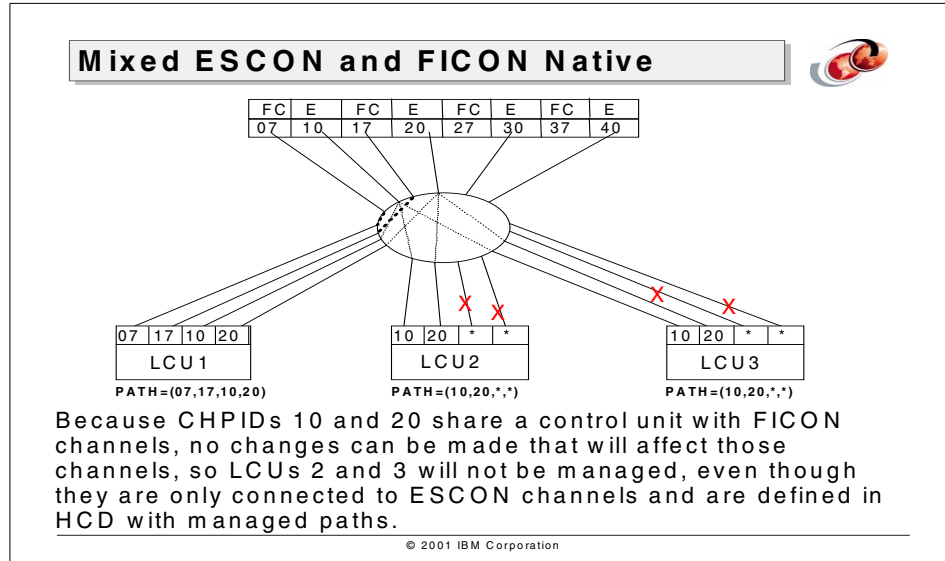 Mixed ESCON and FICON Native
FC E FC E FC E FC E
07 10 17 20 27 30 37 40
X X X X
07 17 10 20 10 20 * * 10 20 * *
LCU1 LCU2 LCU3
PATH=(07,17,10,20) PATH=(10,20,*,*) PATH=(10,20,*,*)
Because CHPIDs 10 and 20 share a control unit with FICON
channels, no changes can be made that will affect those
channels, so LCUs 2 and 3 will not be managed, even though
they are only connected to ESCON channels and are defined in
HCD with managed paths.
© 2001 IBM Corporation